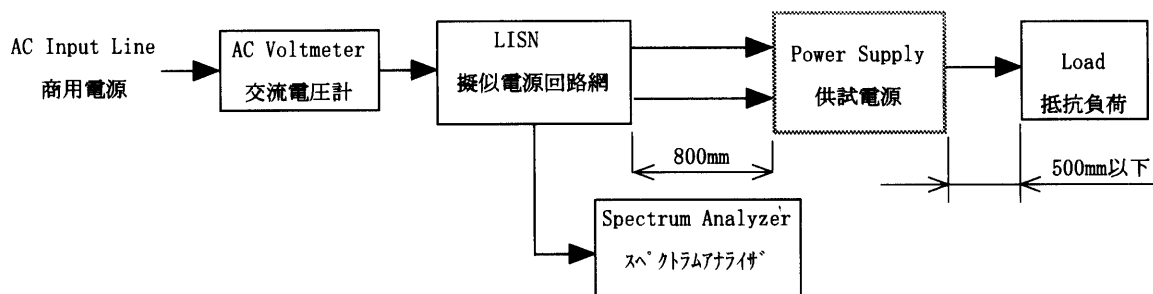 AC Input Line
商用電源
AC Voltmeter
交流電圧計
LISN
擬似電源回路網
Power Supply
供試電源
Load
抵抗負荷
800mm
500mm以下
Spectrum Analyzer
スペクトラムアナライザ